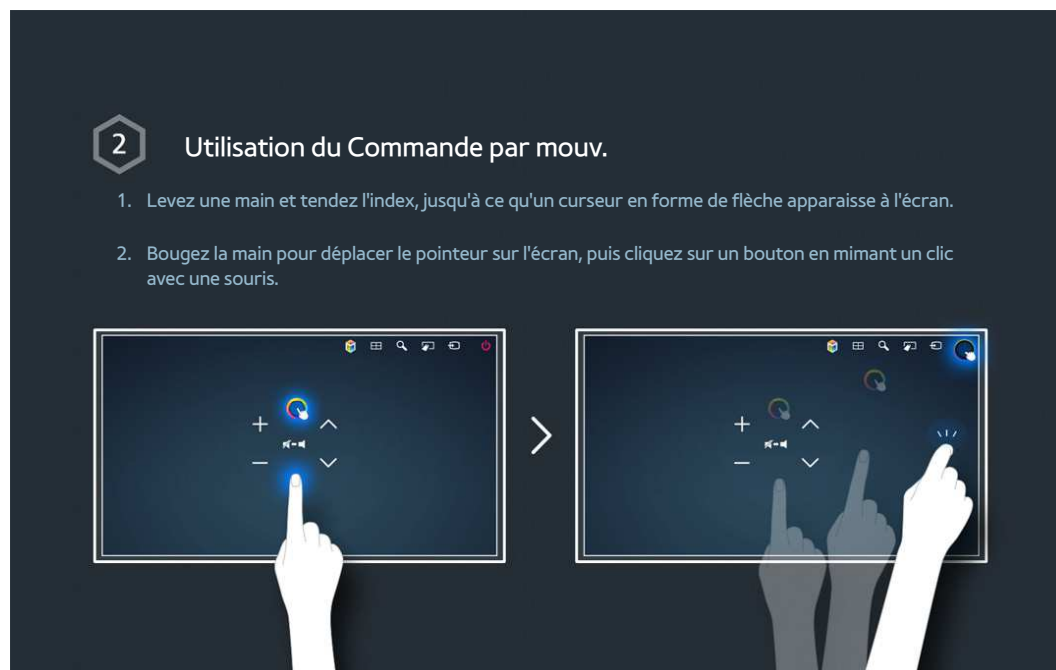 2
Utilisation du Commande par mouv.
1. Levez une main et tendez l'index, jusqu'à ce qu'un curseur en forme de flèche apparaisse à l'écran.
2. Bougez la main pour déplacer le pointeur sur l'écran, puis cliquez sur un bouton en mimant un clic
avec une souris.